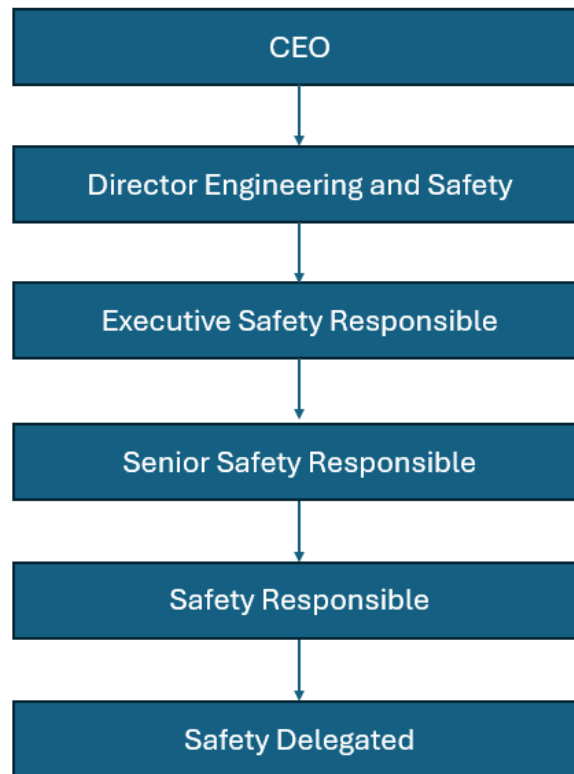 CEO
Director Engineering and Safety
Executive Safety Responsible
Senior Safety Responsible
Safety Responsible
Safety Delegated